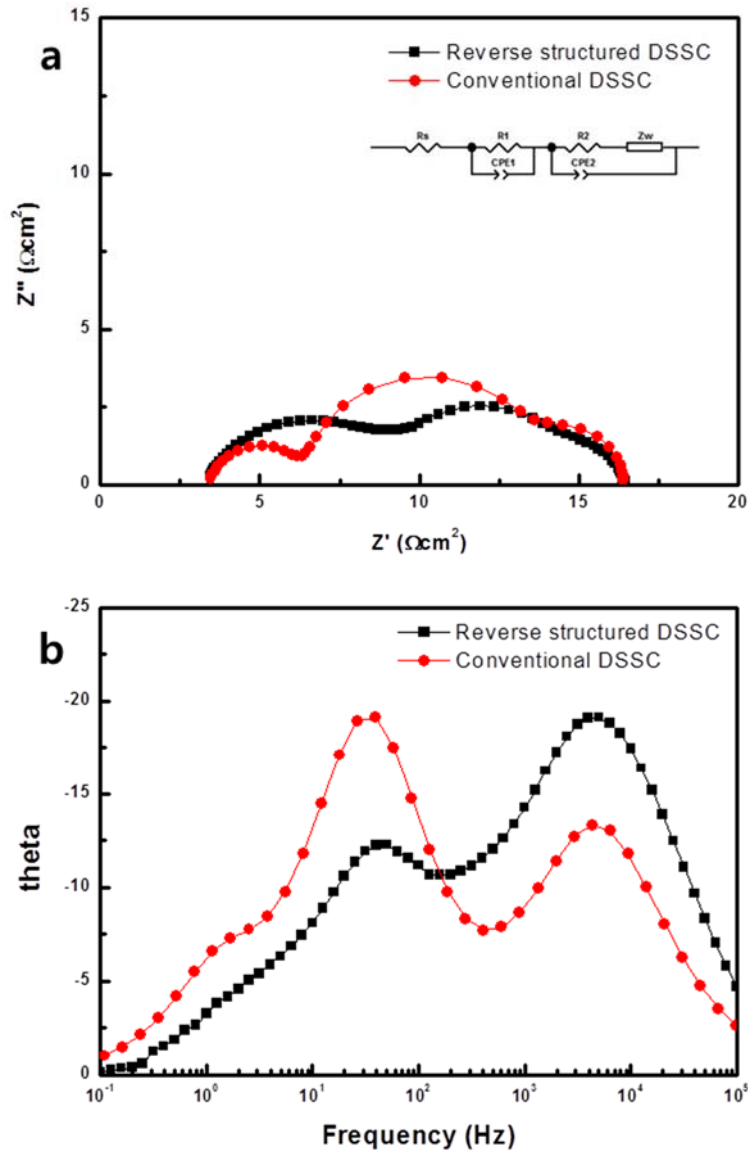 a
Reverse structured DSSC
Conventional DSSC
Rs R1 R2 Zw
CPE1 CPE2
15
10
5
0
Z'' (Ωcm²)
0 5 10 15 20
Z' (Ωcm²)
b
Reverse structured DSSC
Conventional DSSC
-25
-20
-15
-10
-5
0
theta
10⁻¹ 10⁰ 10¹ 10² 10³ 10⁴ 10⁵
Frequency (Hz)